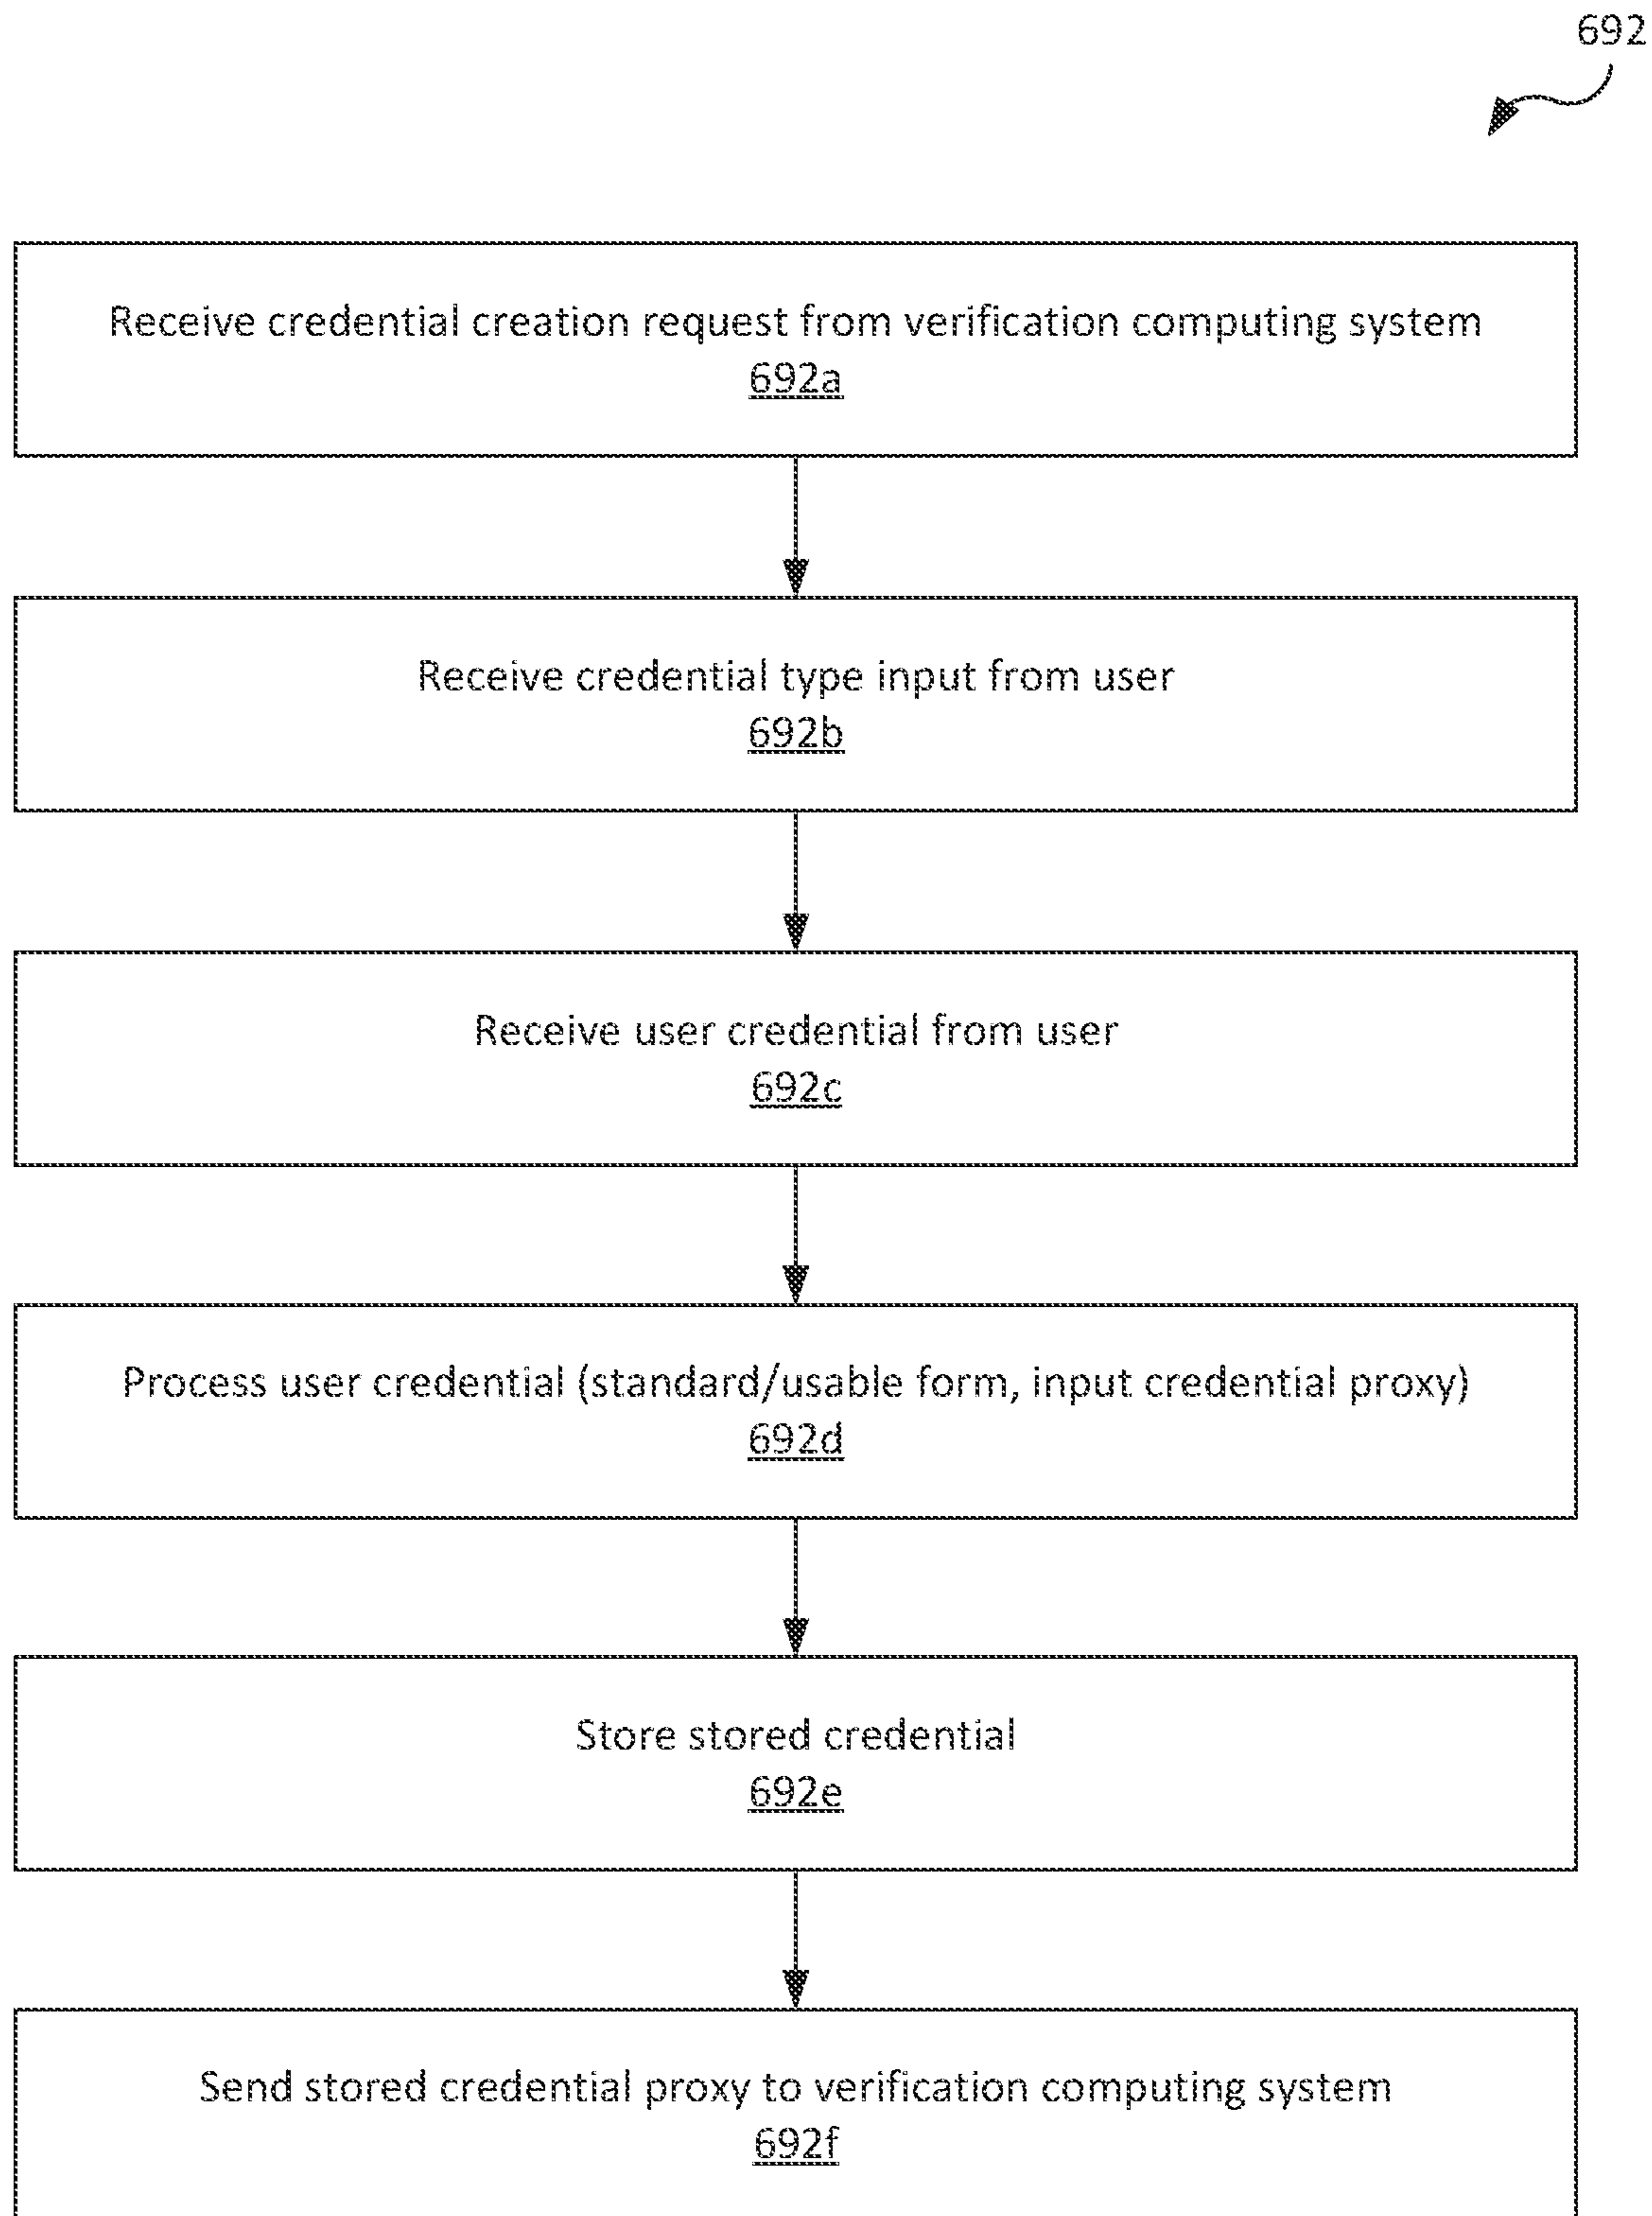 692
Receive credential creation request from verification computing system
692a
Receive credential type input from user
692b
Receive user credential from user
692c
Process user credential (standard/usable form, input credential proxy)
692d
Store stored credential
692e
Send stored credential proxy to verification computing system
692f